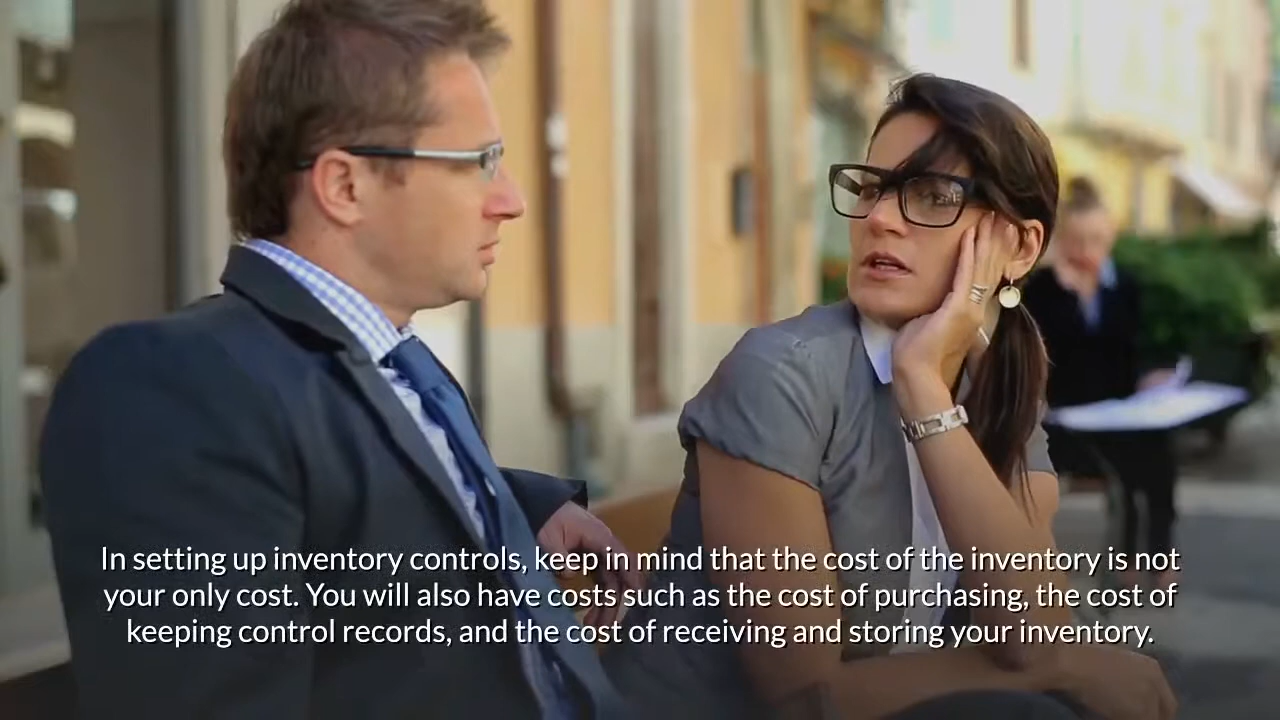 In setting up inventory controls, keep in mind that the cost of the inventory is not
your only cost. You will also have costs such as the cost of purchasing, the cost of
keeping control records, and the cost of receiving and storing your inventory.